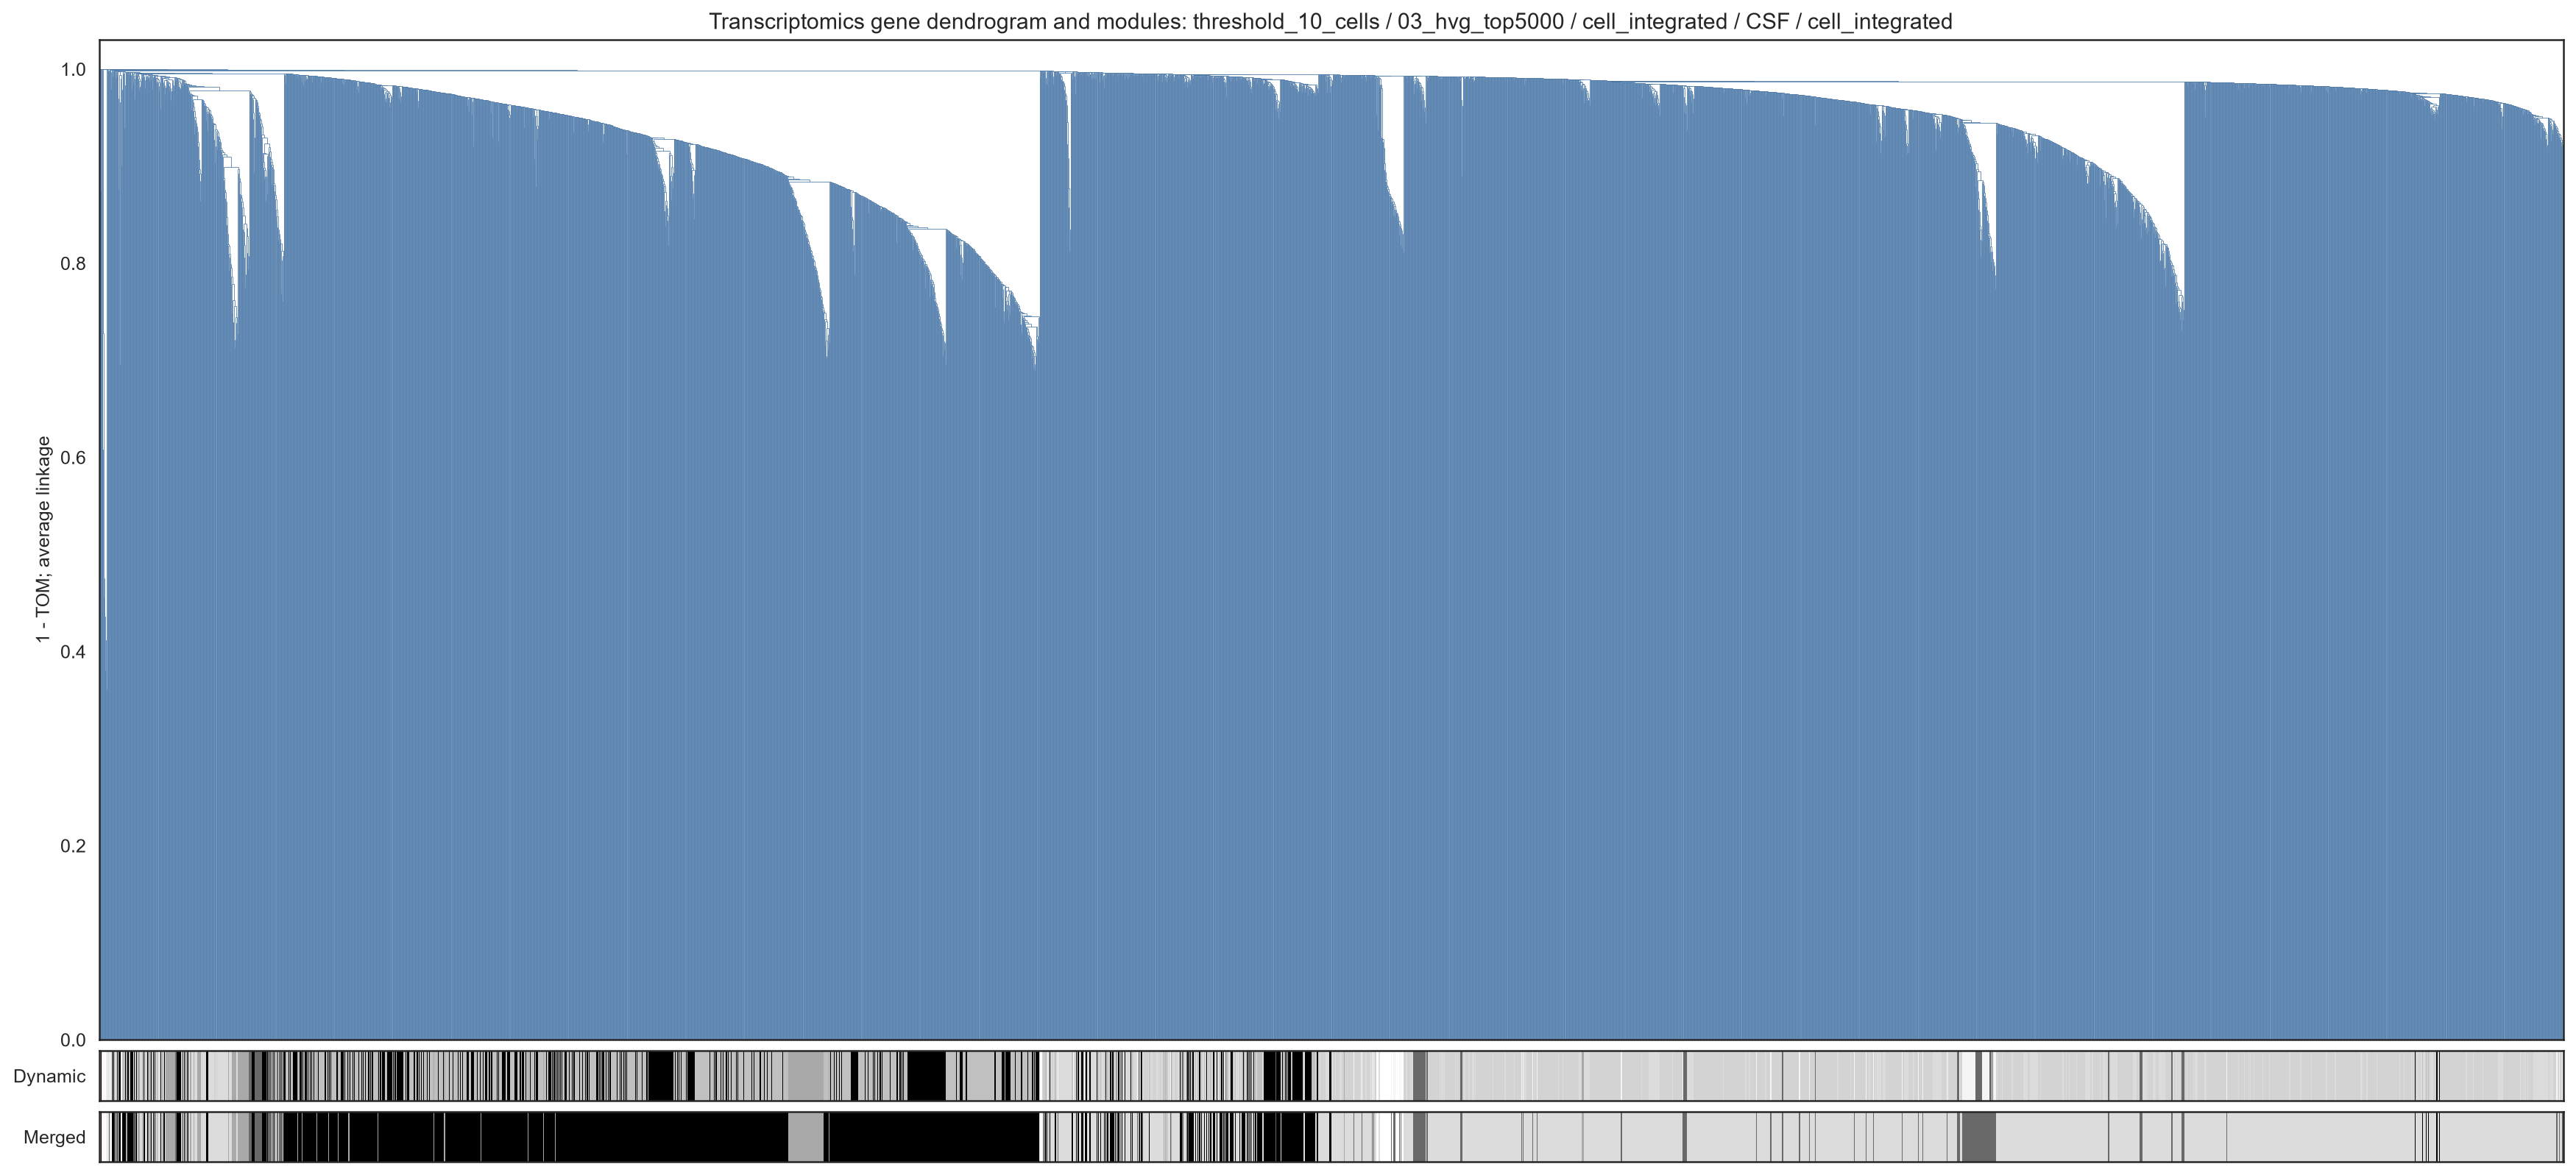 Transcriptomics gene dendrogram and modules: threshold_10_cells / 03_hvg_top5000 / cell_integrated / CSF / cell_integrated
1.0
0.8
0.6
0.4
0.2
0.0
1 - TOM; average linkage
Dynamic
Merged